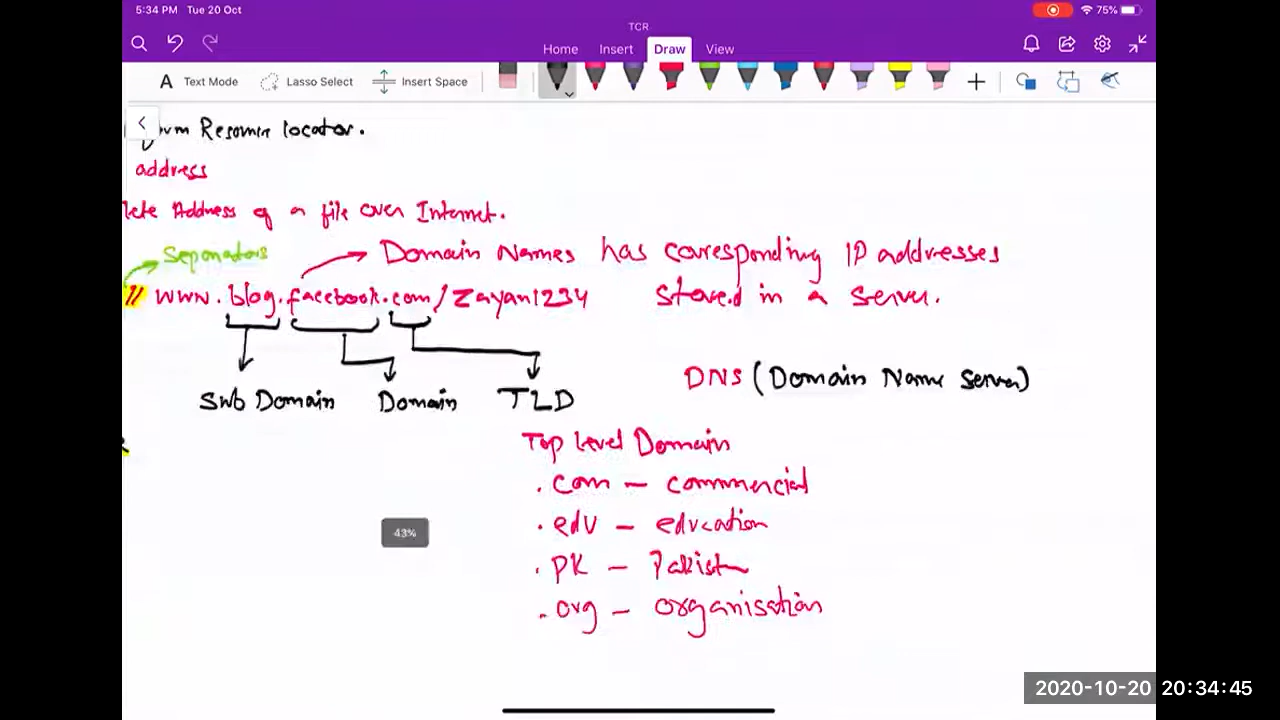 5:34 PM Tue 20 Oct
75%
TCR
Home Insert Draw View
Text Mode Lasso Select Insert Space
Resource locator.
address
Address of a file over Internet.
Separators
Domain Names has corresponding IP addresses
// www.blog.facebook.com/Zayan1234
stored in a server.
Sub Domain Domain TLD
DNS (Domain Name Server)
Top Level Domain
.com – commercial
.edu – education
.PK – Pakistan
.org – organisation
43%
2020-10-20 20:34:45